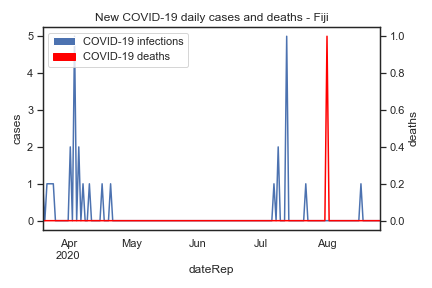 New COVID-19 daily cases and deaths - Fiji
COVID-19 infections
COVID-19 deaths
5
4
3
2
1
0
cases
1.0
0.8
0.6
0.4
0.2
0.0
deaths
Apr
2020
May
Jun
Jul
Aug
dateRep